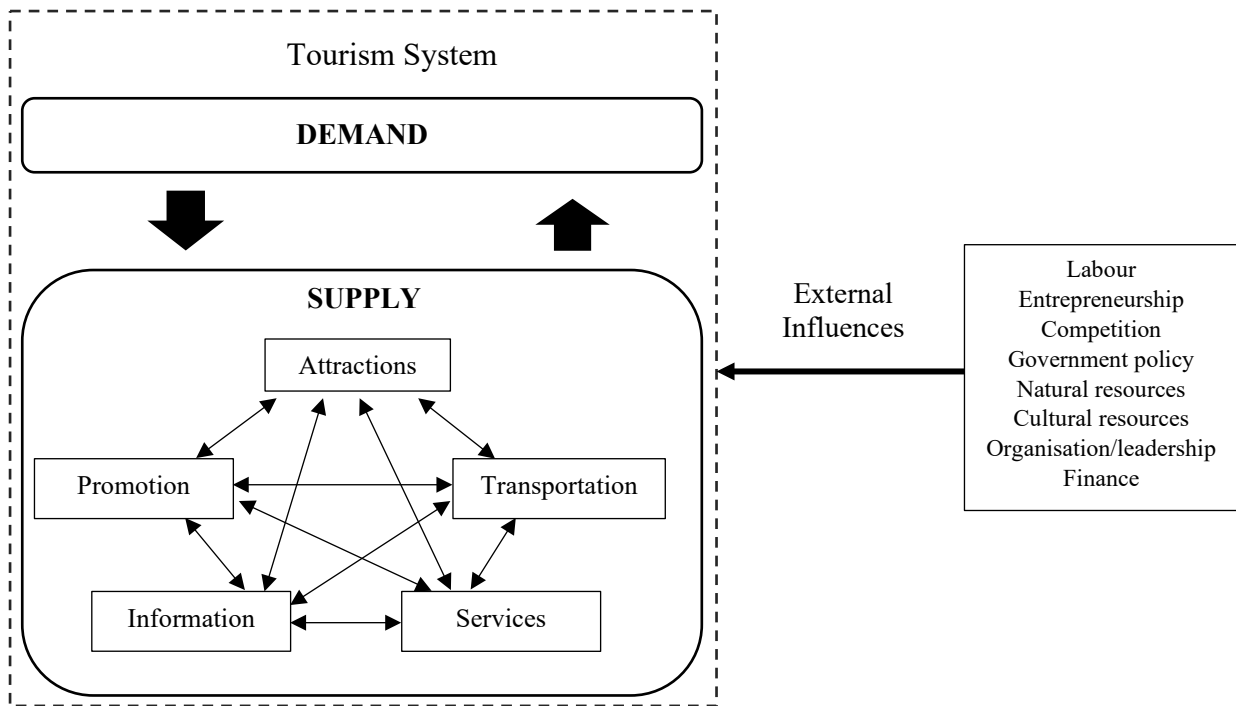 Tourism System
DEMAND
SUPPLY
Attractions
Promotion
Transportation
Information
Services
External
Influences
Labour
Entrepreneurship
Competition
Government policy
Natural resources
Cultural resources
Organisation/leadership
Finance